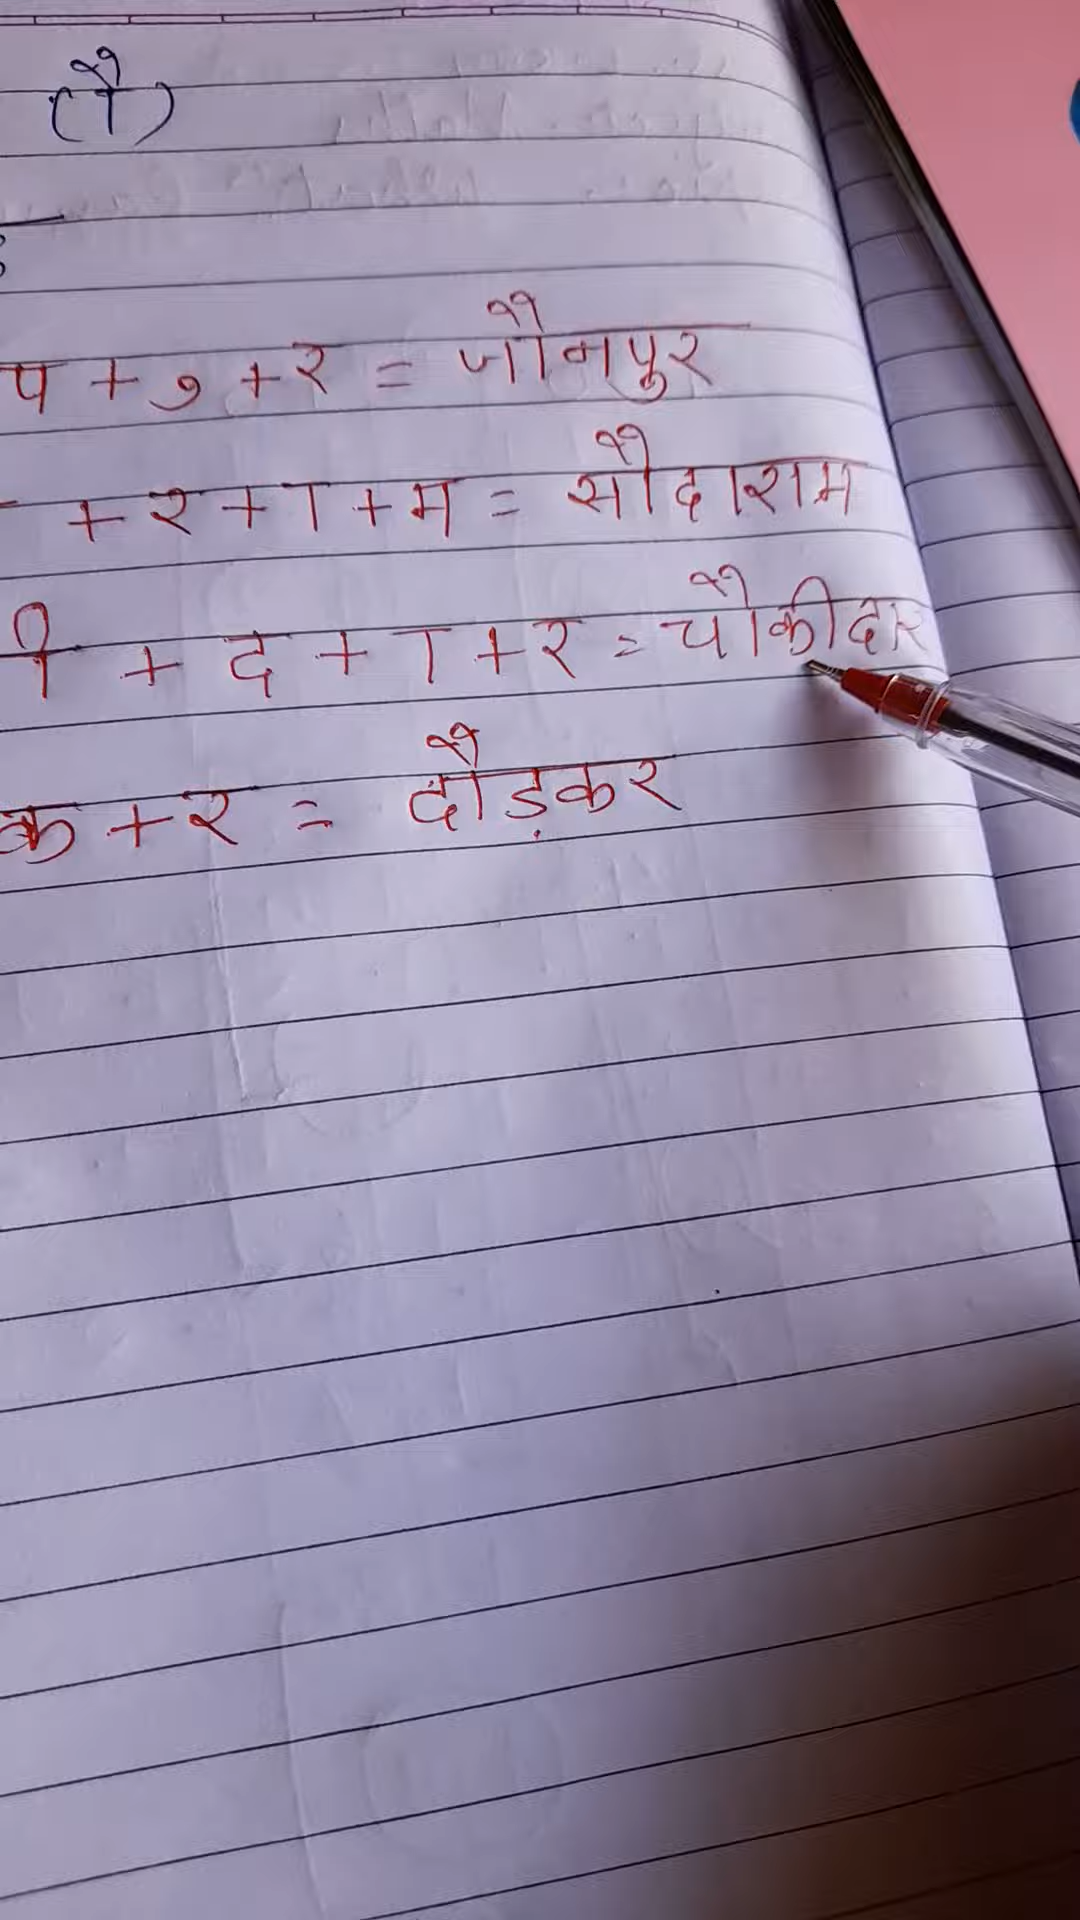 (ौ)
प + ु + र = जौनपुर
+ र + ा + म = सौदाराम
ी + द + ा + र = चौकीदार
क + र = दौड़कर